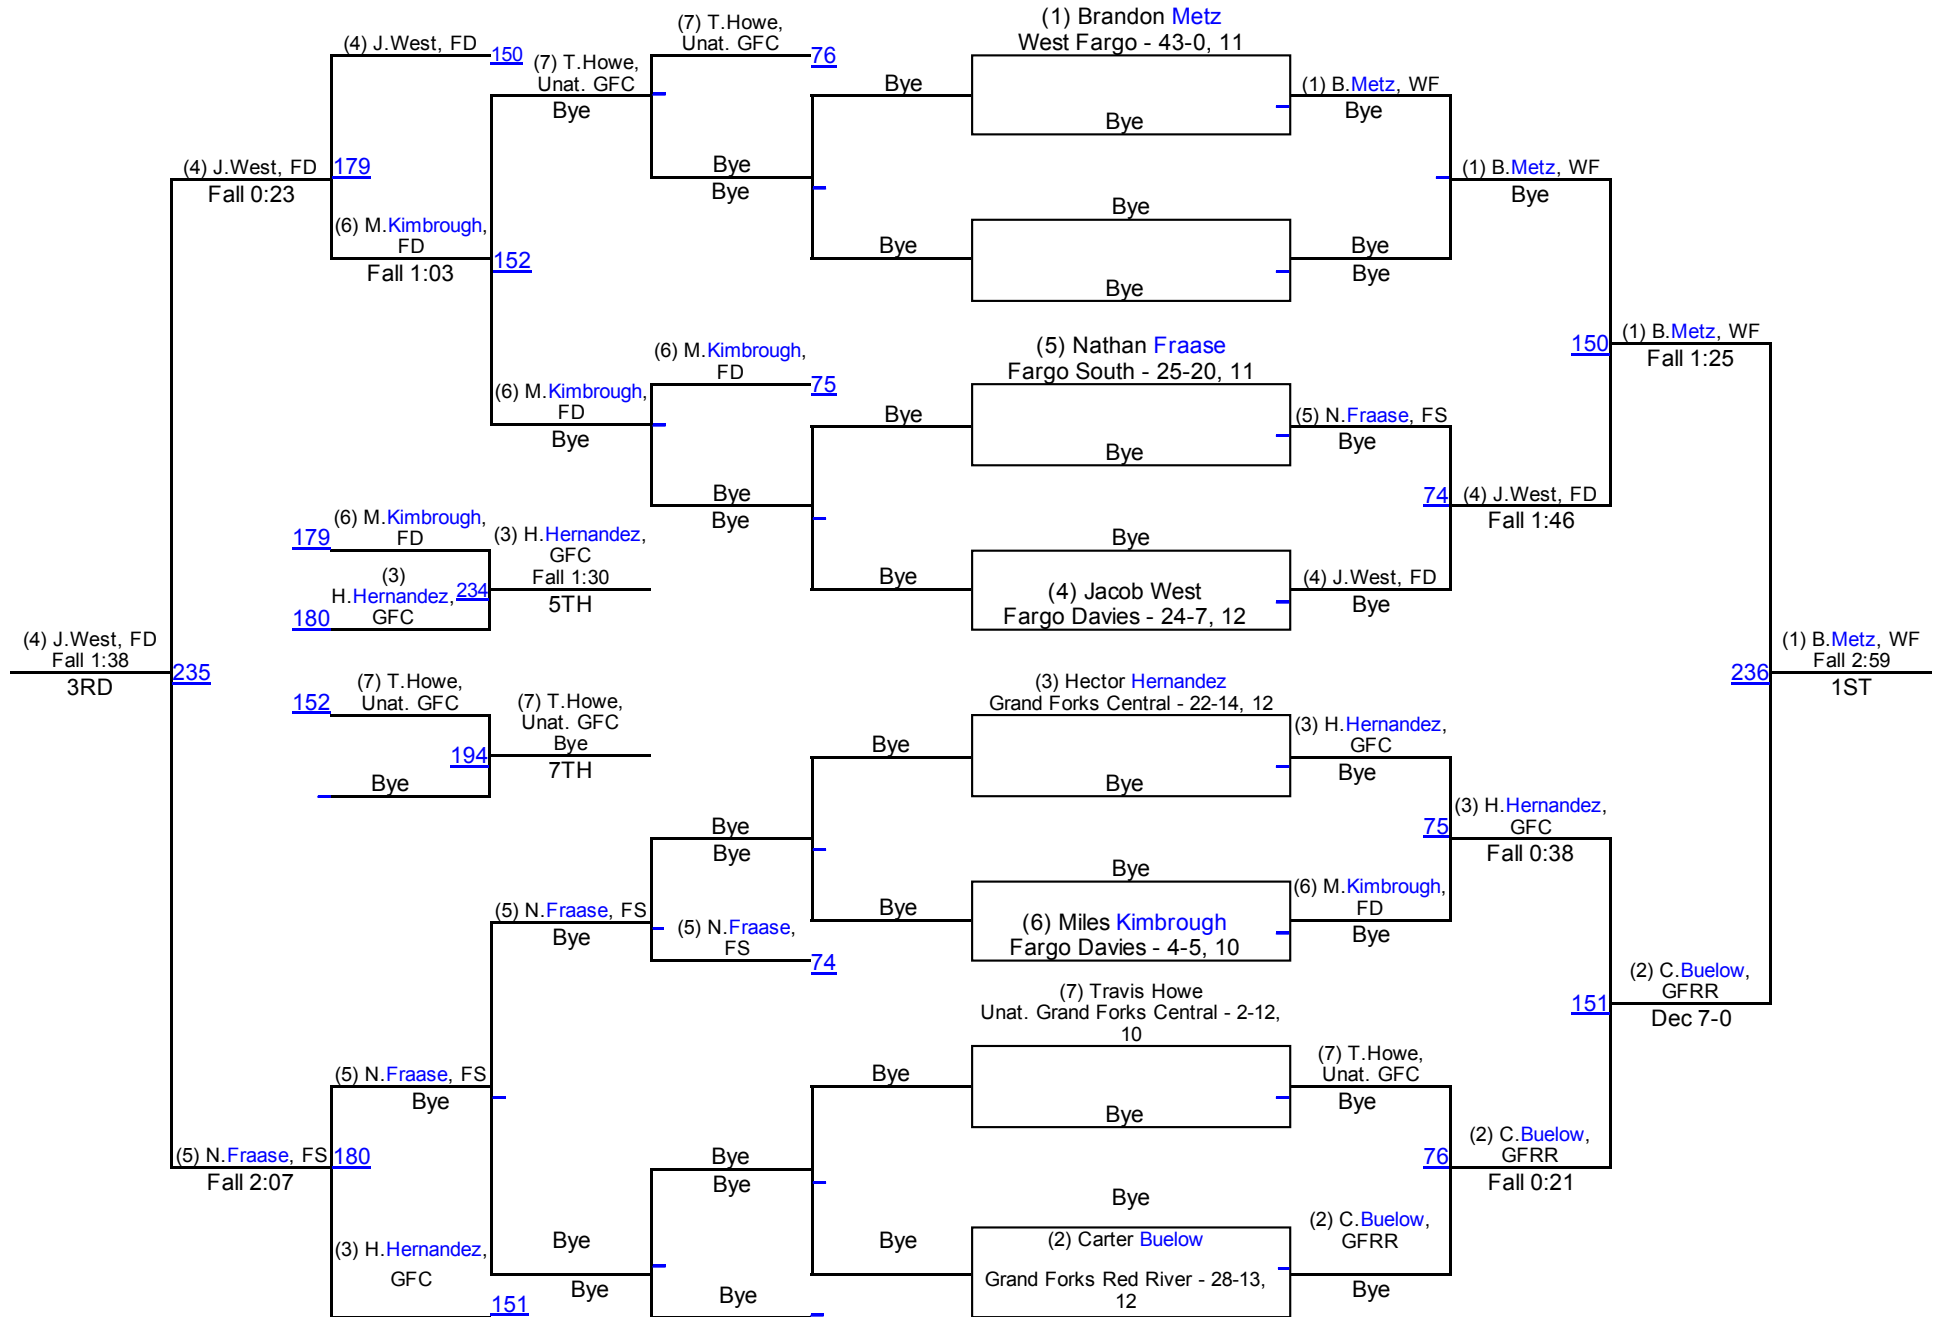 (1) Brandon Metz
West Fargo - 43-0, 11
(7) T.Howe,
Unat. GFC
76
(4) J.West, FD
150
(7) T.Howe,
Unat. GFC
Bye
Bye
Bye
(1) B.Metz, WF
Bye
(4) J.West, FD
179
Fall 0:23
Bye
Bye
(1) B.Metz, WF
Bye
(6) M.Kimbrough,
FD
Fall 1:03
152
Bye
Bye
Bye
Bye
Bye
(1) B.Metz, WF
150
Fall 1:25
(6) M.Kimbrough,
FD
75
(5) Nathan Fraase
Fargo South - 25-20, 11
(6) M.Kimbrough,
FD
Bye
Bye
Bye
(5) N.Fraase, FS
Bye
Bye
Bye
74
(4) J.West, FD
Fall 1:46
179
(6) M.Kimbrough,
FD
(3) H.Hernandez,
GFC
Fall 1:30
5TH
(3)
H.Hernandez,
GFC
234
180
Bye
Bye
(4) Jacob West
Fargo Davies - 24-7, 12
(4) J.West, FD
Bye
(4) J.West, FD
Fall 1:38
3RD
235
(1) B.Metz, WF
Fall 2:59
1ST
236
152
(7) T.Howe,
Unat. GFC
(7) T.Howe,
Unat. GFC
Bye
7TH
194
Bye
(3) Hector Hernandez
Grand Forks Central - 22-14, 12
Bye
Bye
(3) H.Hernandez,
GFC
Bye
Bye
Bye
75
(3) H.Hernandez,
GFC
Fall 0:38
Bye
Bye
(6) Miles Kimbrough
Fargo Davies - 4-5, 10
(6) M.Kimbrough,
FD
Bye
(5) N.Fraase, FS
Bye
(5) N.Fraase,
FS
74
(2) C.Buelow,
GFRR
151
Dec 7-0
(7) Travis Howe
Unat. Grand Forks Central - 2-12,
10
(5) N.Fraase, FS
Bye
Bye
Bye
(7) T.Howe,
Unat. GFC
Bye
(5) N.Fraase, FS
180
Fall 2:07
Bye
Bye
76
(2) C.Buelow,
GFRR
Fall 0:21
Bye
(3) H.Hernandez,
GFC
151
Bye
Bye
Bye
Bye
(2) Carter Buelow
Grand Forks Red River - 28-13,
12
(2) C.Buelow,
GFRR
Bye